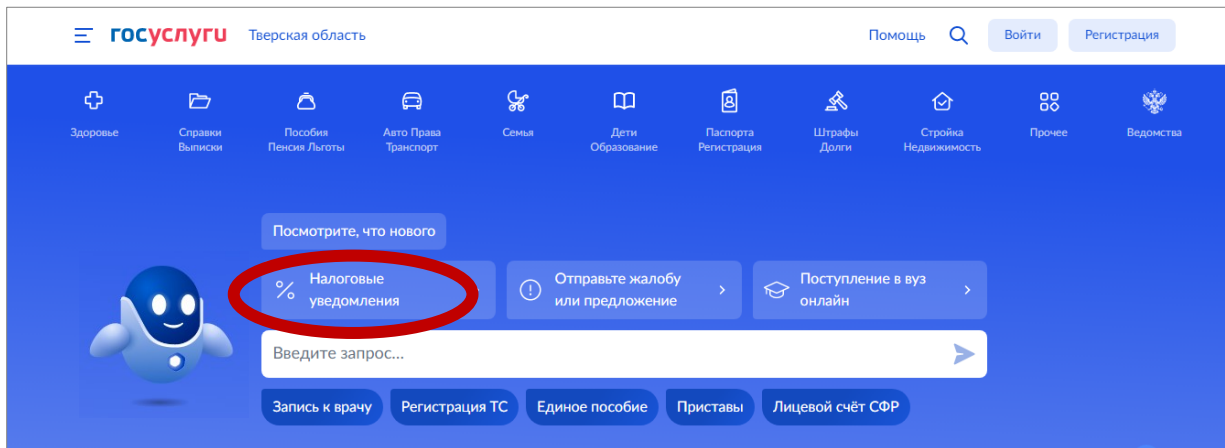 госуслуги Тверская область Помощь Войти Регистрация
Здоровье Справки Пособия Авто Права Семья Дети Паспорта Штрафы Стройка Прочее Ведомства
Выписки Пенсия Льготы Транспорт Образование Регистрация Долги Недвижимость
Посмотрите, что нового
Налоговые Отправьте жалобу Поступление в вуз
уведомления или предложение онлайн
Введите запрос...
Запись к врачу Регистрация ТС Единое пособие Приставы Лицевой счёт СФР